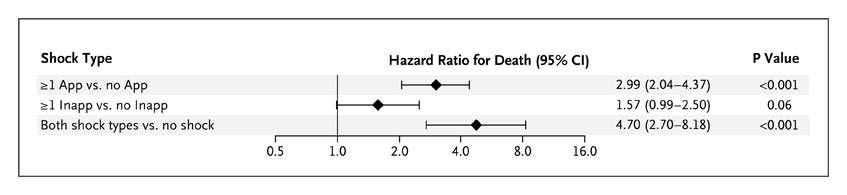 Shock Type Hazard Ratio for Death (95% CI) P Value
≥1 App vs. no App 2.99 (2.04–4.37) <0.001
≥1 Inapp vs. no Inapp 1.57 (0.99–2.50) 0.06
Both shock types vs. no shock 4.70 (2.70–8.18) <0.001
0.5 1.0 2.0 4.0 8.0 16.0